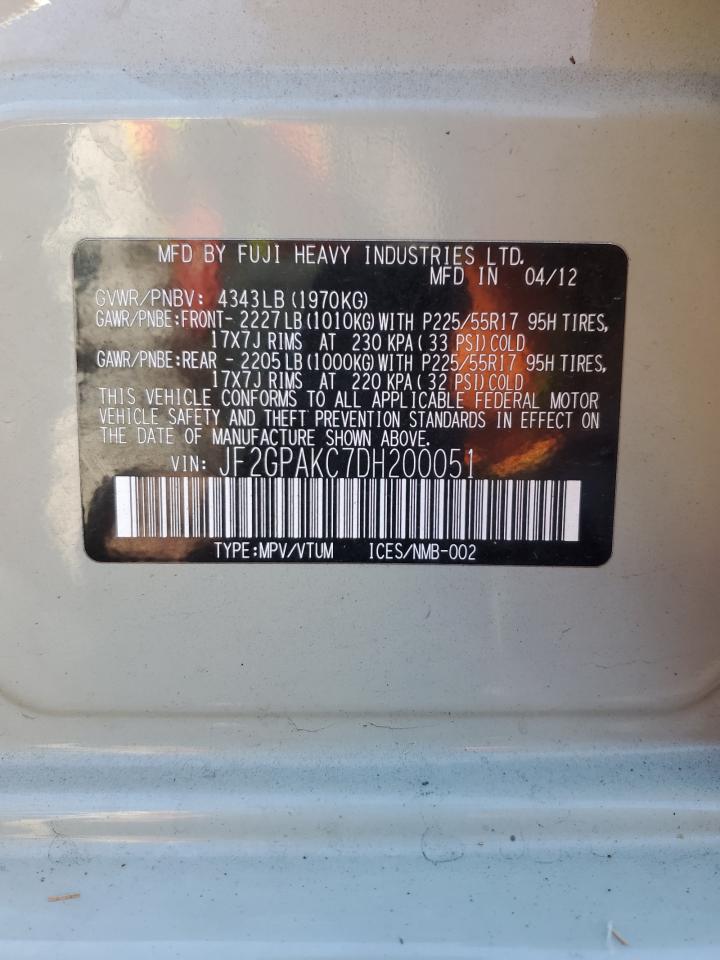 MFD BY FUJI HEAVY INDUSTRIES LTD.
MFD IN 04/12
GVWR/PNBV: 4343LB(1970KG)
GAWR/PNBE:FRONT- 2227LB(1010KG)WITH P225/55R17 95H TIRES,
17X7J RIMS AT 230 KPA( 33 PSI)COLD
GAWR/PNBE:REAR - 2205LB(1000KG)WITH P225/55R17 95H TIRES,
17X7J RIMS AT 220 KPA( 32 PSI)COLD
THIS VEHICLE CONFORMS TO ALL APPLICABLE FEDERAL MOTOR
VEHICLE SAFETY AND THEFT PREVENTION STANDARDS IN EFFECT ON
THE DATE OF MANUFACTURE SHOWN ABOVE.
VIN: JF2GPAKC7DH200051
TYPE:MPV/VTUM ICES/NMB-002